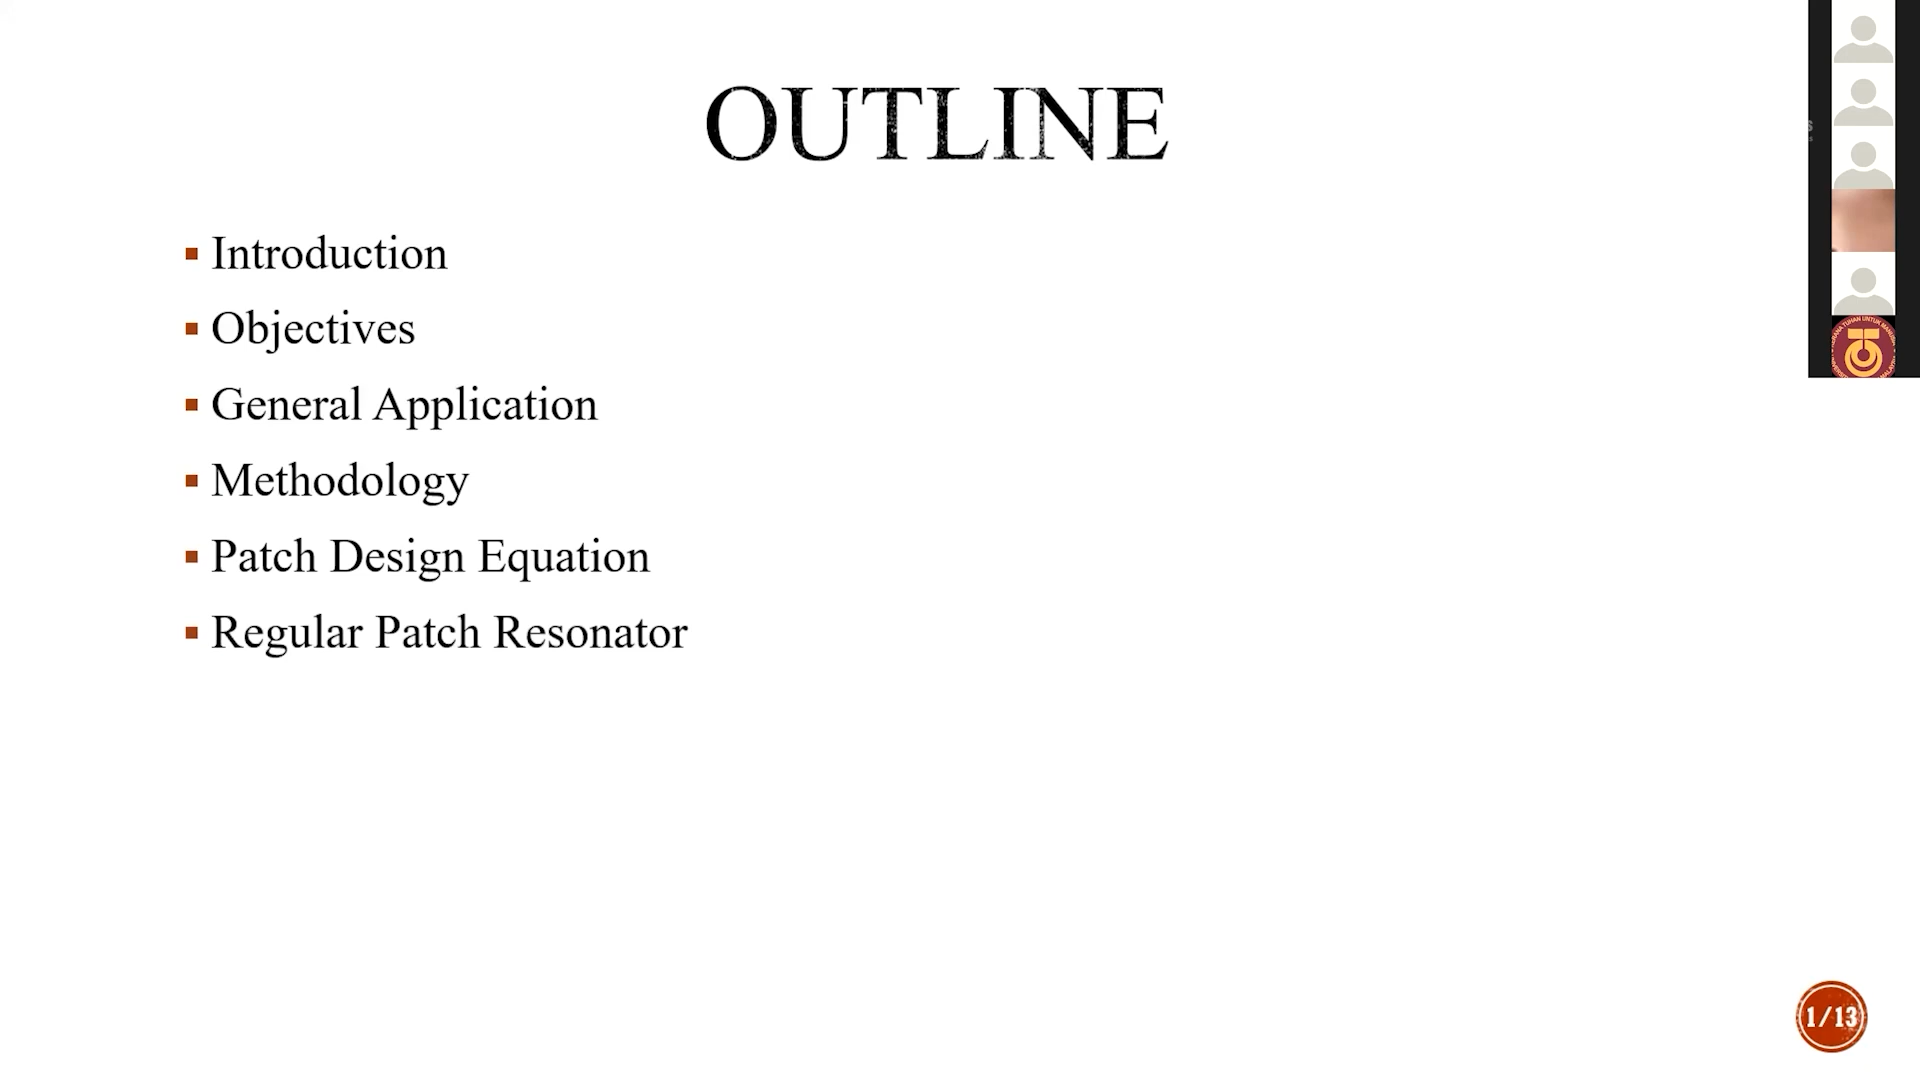 OUTLINE
Introduction
Objectives
General Application
Methodology
Patch Design Equation
Regular Patch Resonator
1/13